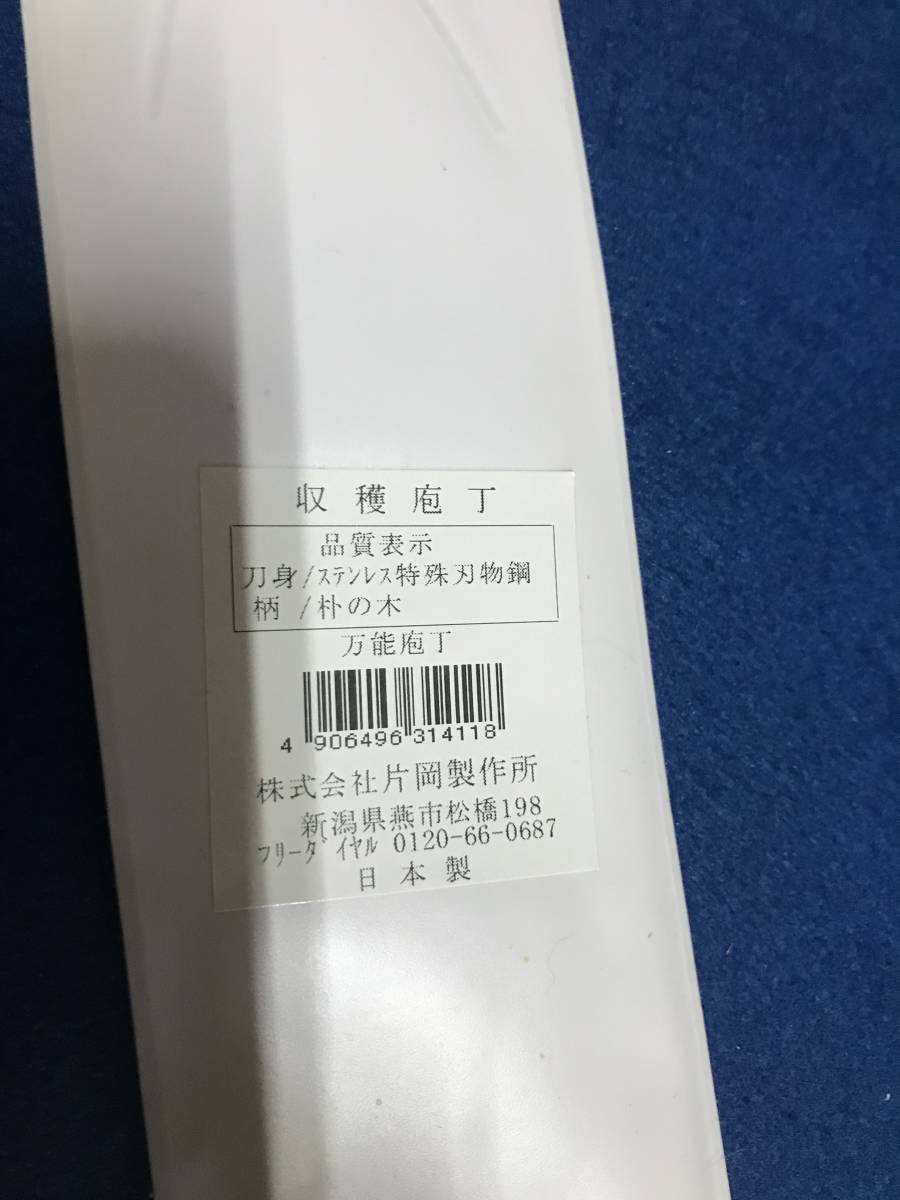 収穫庖丁
品質表示
刀身/ｽﾃﾝﾚｽ特殊刃物鋼
柄 /朴の木
万能庖丁
4 906496 314118
株式会社片岡製作所
新潟県燕市松橋198
ﾌﾘｰﾀﾞｲﾔﾙ 0120-66-0687
日本製